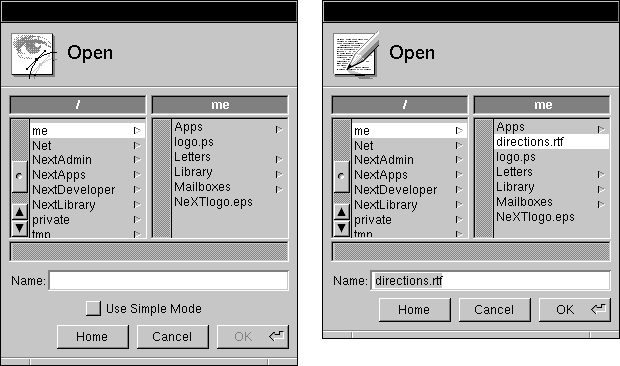 Open
/ me
me
Net
NextAdmin
NextApps
NextDeveloper
NextLibrary
private
tmp
Apps
logo.ps
Letters
Library
Mailboxes
NeXTlogo.eps
Name:
Use Simple Mode
Home Cancel OK
Open
/ me
me
Net
NextAdmin
NextApps
NextDeveloper
NextLibrary
private
tmp
Apps
directions.rtf
logo.ps
Letters
Library
Mailboxes
NeXTlogo.eps
Name: directions.rtf
Home Cancel OK